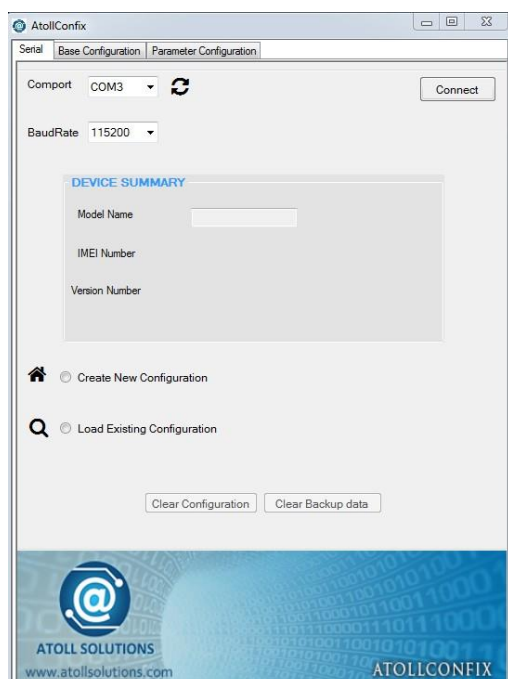 AtollConfix
Serial Base Configuration Parameter Configuration
Comport COM3 Connect
BaudRate 115200
DEVICE SUMMARY
Model Name
IMEI Number
Version Number
Create New Configuration
Load Existing Configuration
Clear Configuration Clear Backup data
@
ATOLL SOLUTIONS
www.atollsolutions.com
ATOLLCONFIX